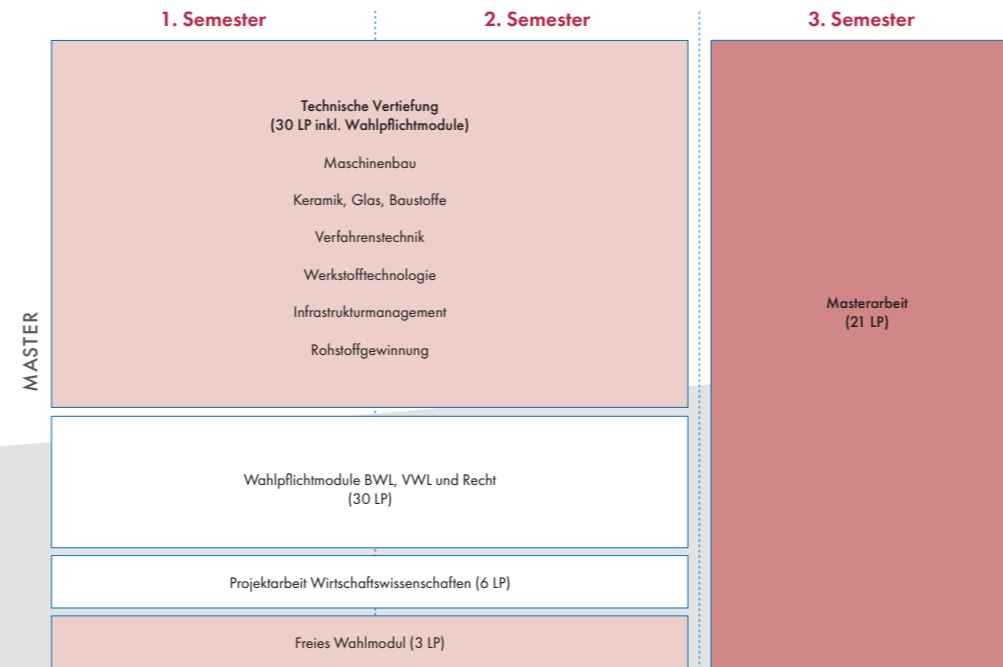 1. Semester
2. Semester
3. Semester
MASTER
Technische Vertiefung
(30 LP inkl. Wahlpflichtmodule)
Maschinenbau
Keramik, Glas, Baustoffe
Verfahrenstechnik
Werkstofftechnologie
Infrastrukturmanagement
Rohstoffgewinnung
Wahlpflichtmodule BWL, VWL und Recht
(30 LP)
Projektarbeit Wirtschaftswissenschaften (6 LP)
Freies Wahlmodul (3 LP)
Masterarbeit
(21 LP)